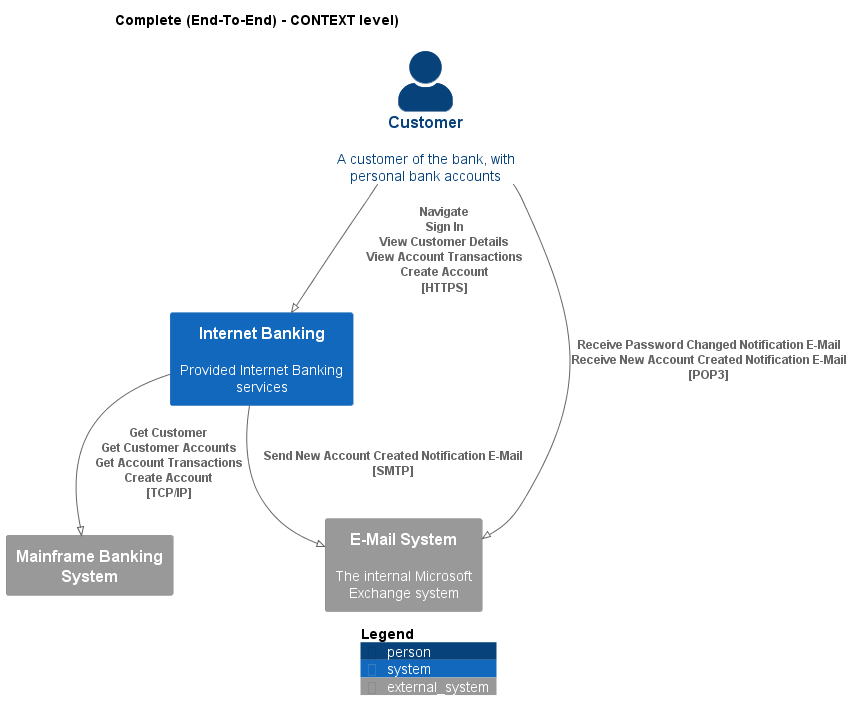 Complete (End-To-End) - CONTEXT level)
Customer
A customer of the bank, with
personal bank accounts
Navigate
Sign In
View Customer Details
View Account Transactions
Create Account
[HTTPS]
Internet Banking
Provided Internet Banking
services
Receive Password Changed Notification E-Mail
Receive New Account Created Notification E-Mail
[POP3]
Get Customer
Get Customer Accounts
Get Account Transactions
Create Account
[TCP/IP]
Send New Account Created Notification E-Mail
[SMTP]
Mainframe Banking
System
E-Mail System
The internal Microsoft
Exchange system
Legend
person
system
external_system